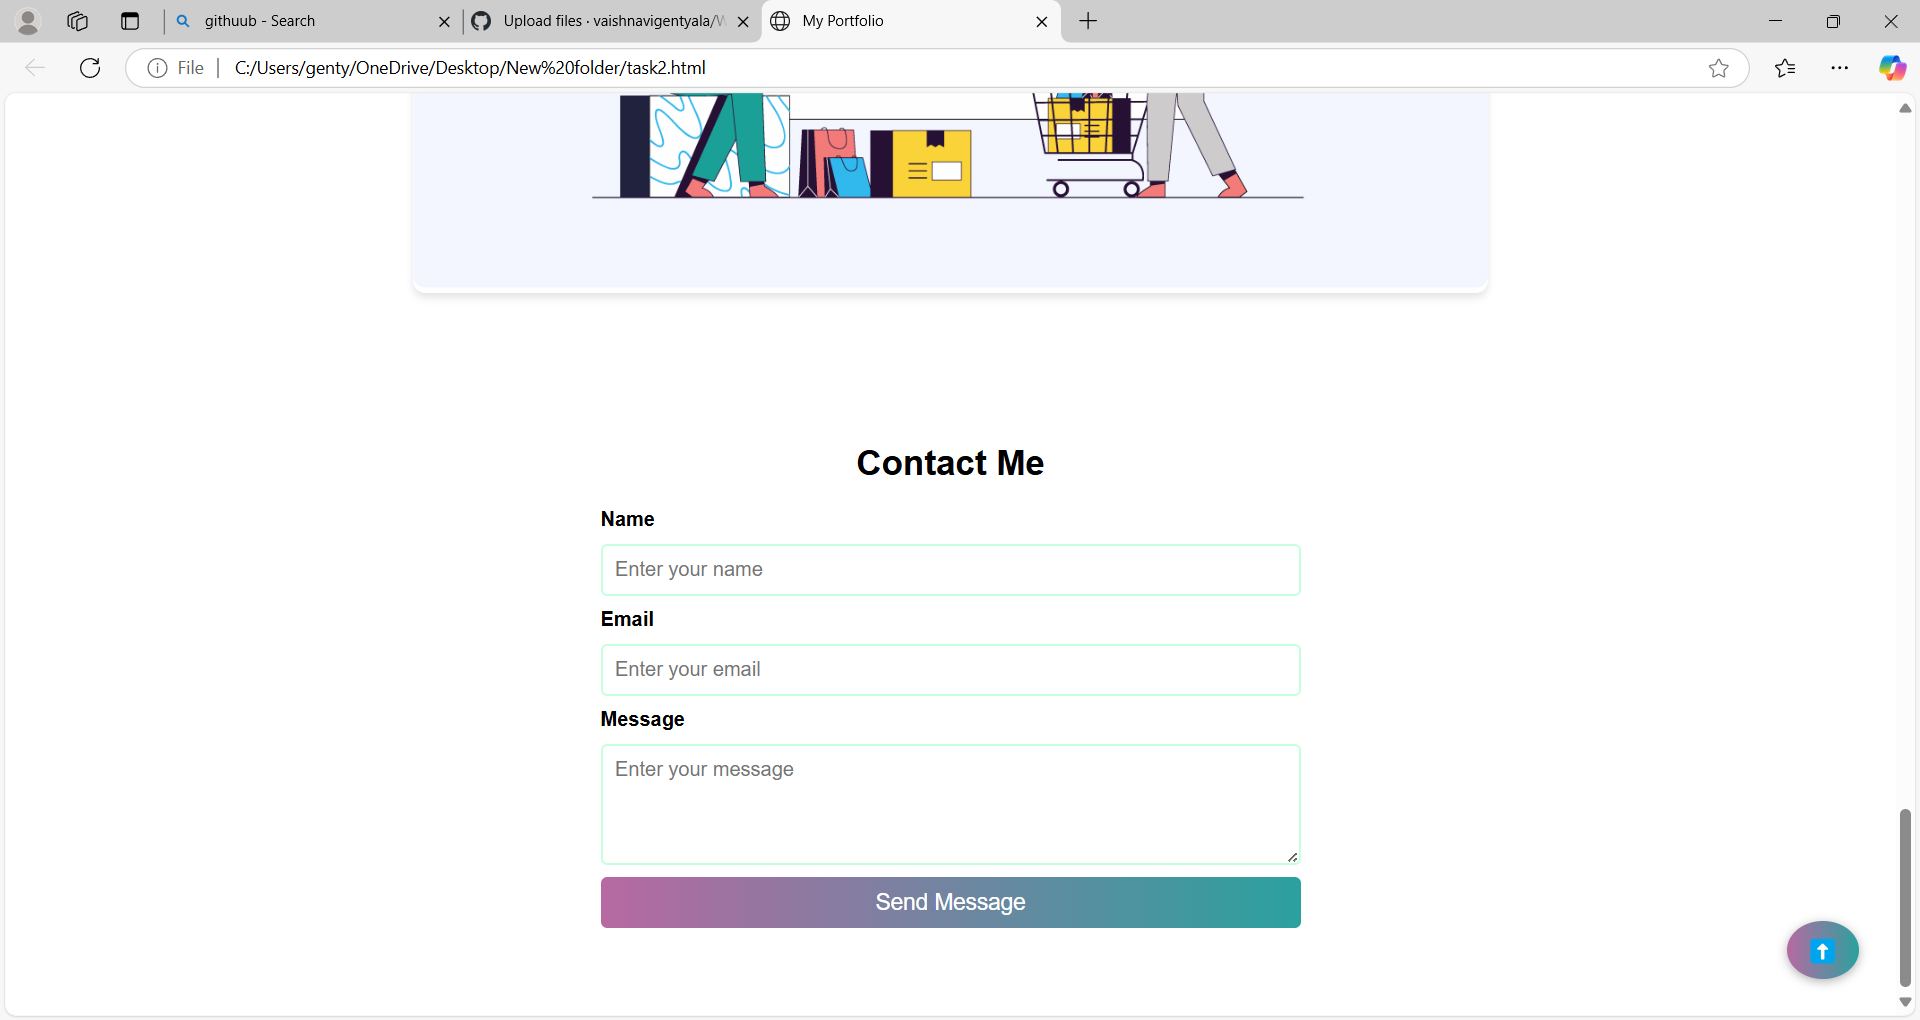 githuub - Search
Upload files · vaishnavigentyala/
My Portfolio
File
C:/Users/genty/OneDrive/Desktop/New%20folder/task2.html
Contact Me
Name
Enter your name
Email
Enter your email
Message
Enter your message
Send Message